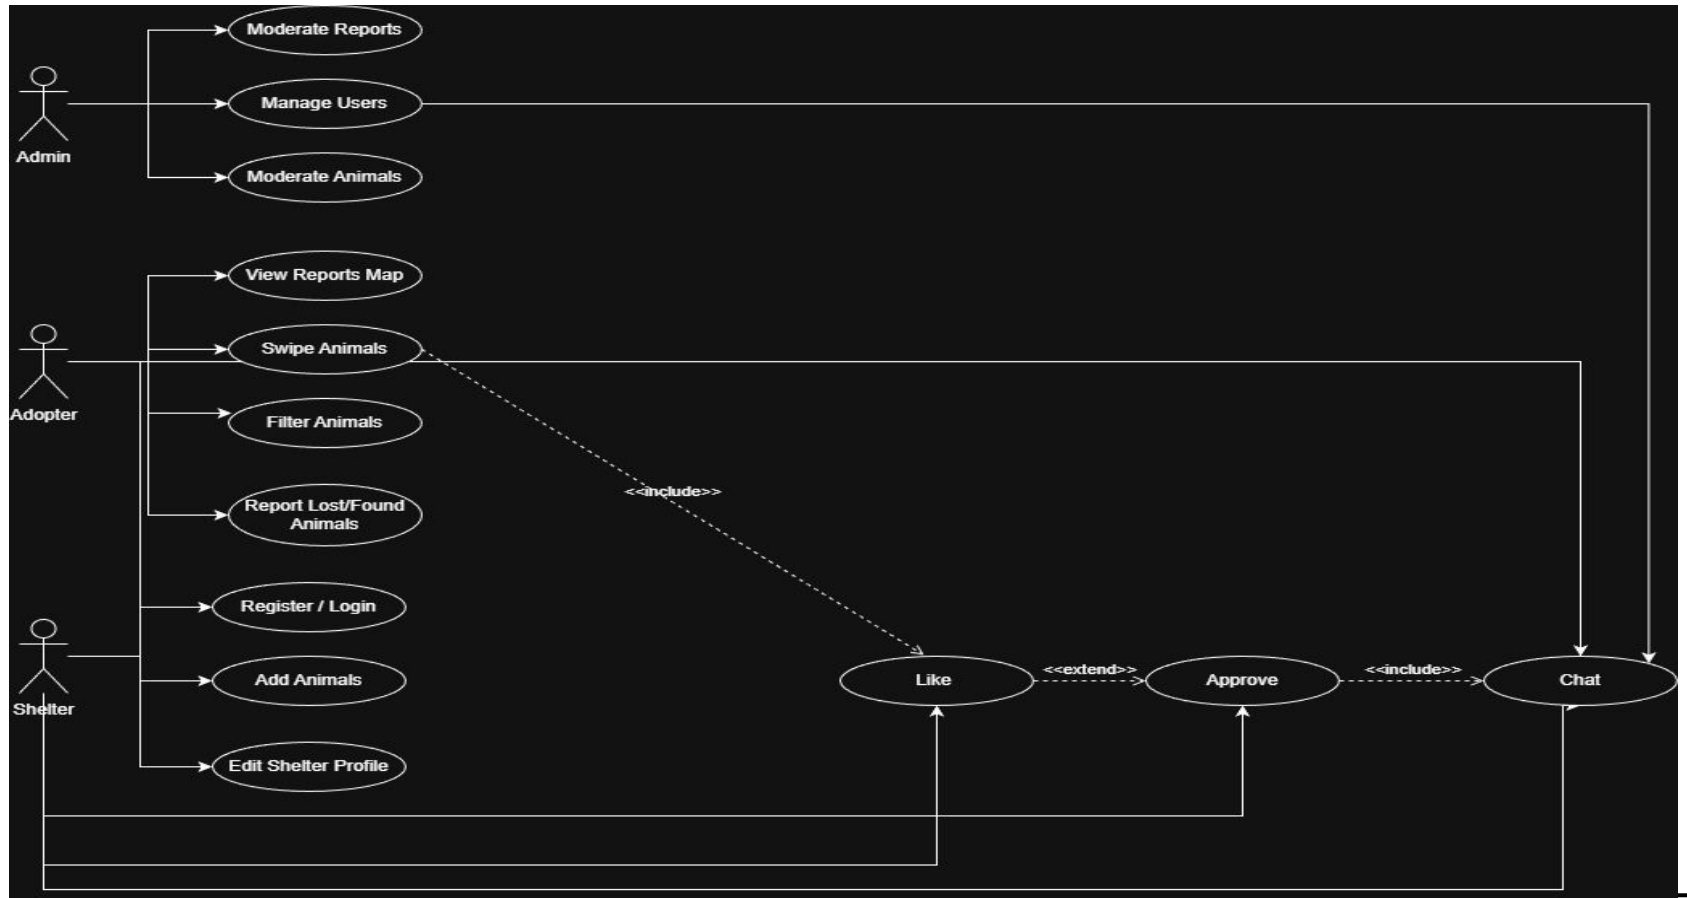 Moderate Reports
Manage Users
Admin
Moderate Animals
View Reports Map
Swipe Animals
Adopter
Filter Animals
<<include>>
Report Lost/Found
Animals
Register / Login
Shelter
Add Animals
<<extend>>
<<include>>
Like
Approve
Chat
Edit Shelter Profile